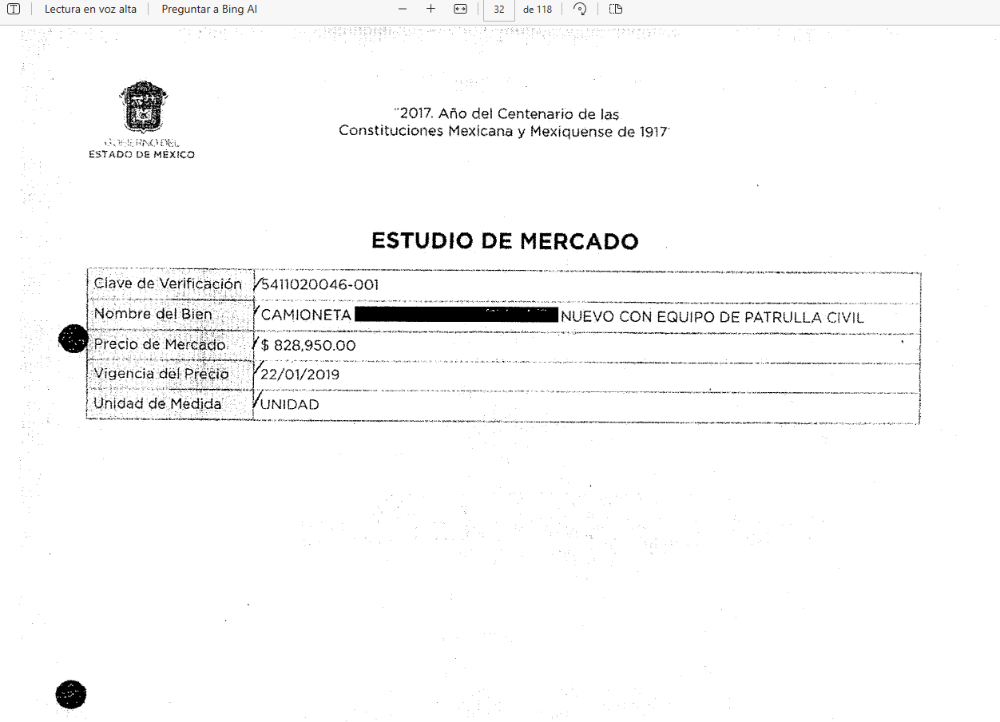 Lectura en voz alta
Preguntar a Bing AI
32 de 118
"2017. Año del Centenario de las
Constituciones Mexicana y Mexiquense de 1917"
GOBIERNO DEL
ESTADO DE MÉXICO
ESTUDIO DE MERCADO
Clave de Verificación 5411020046-001
Nombre del Bien CAMIONETA NUEVO CON EQUIPO DE PATRULLA CIVIL
Precio de Mercado $ 828,950.00
Vigencia del Precio 22/01/2019
Unidad de Medida UNIDAD